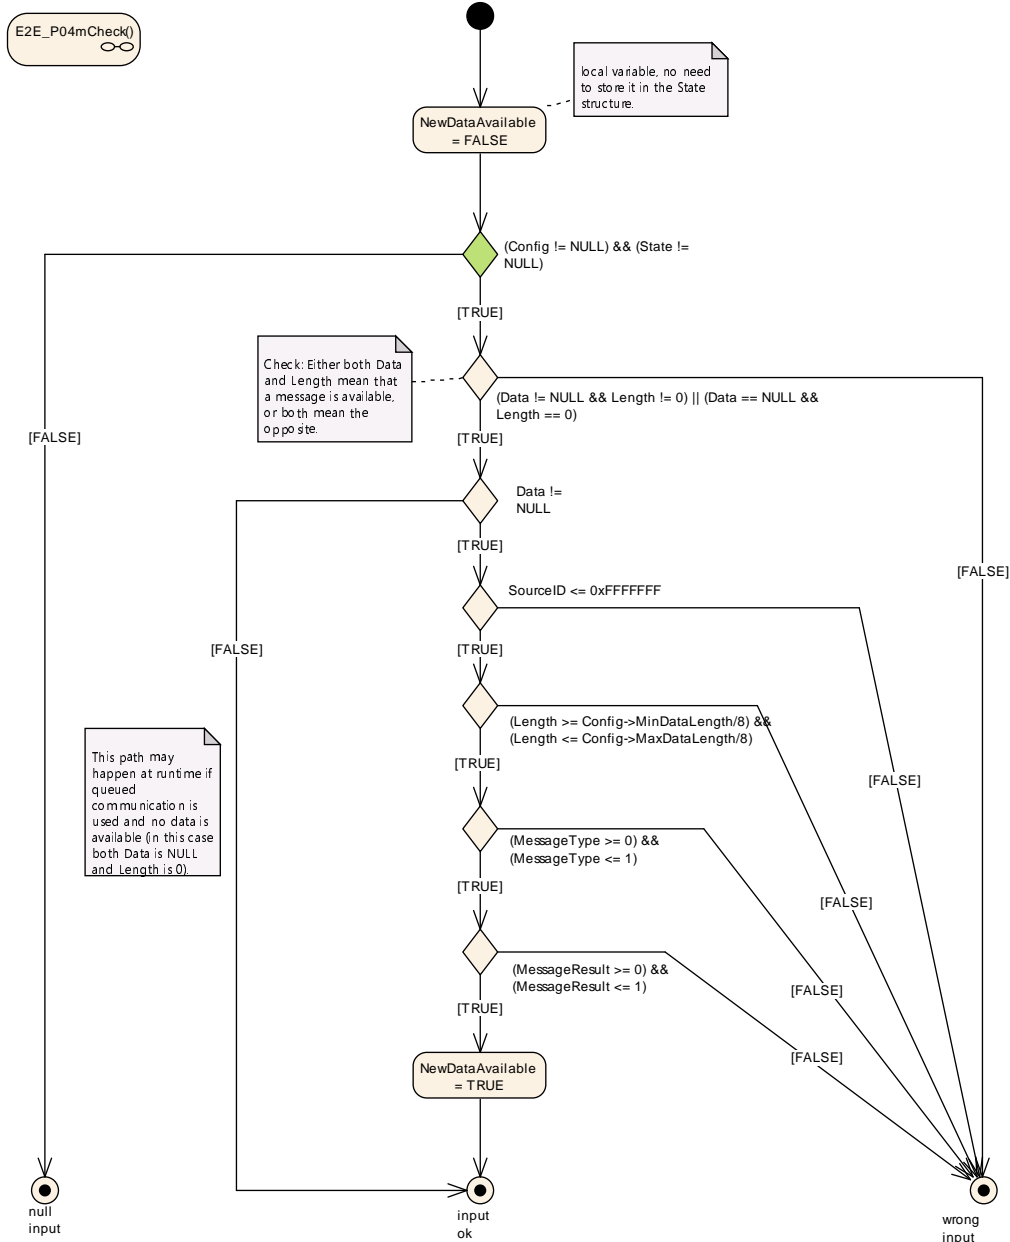 E2E_P04mCheck()
local variable, no need
to store it in the State
structure.
NewDataAvailable
= FALSE
(Config != NULL) && (State !=
NULL)
[TRUE]
Check: Either both Data
and Length mean that
a message is available,
or both mean the
opposite.
(Data != NULL && Length != 0) || (Data == NULL &&
Length == 0)
[FALSE]
[TRUE]
Data !=
NULL
[TRUE]
[FALSE]
SourceID <= 0xFFFFFFF
[FALSE]
[TRUE]
(Length >= Config->MinDataLength/8) &&
(Length <= Config->MaxDataLength/8)
This path may
happen at runtime if
queued
communication is
used and no data is
available (in this case
both Data is NULL
and Length is 0).
[TRUE]
[FALSE]
(MessageType >= 0) &&
(MessageType <= 1)
[TRUE]
[FALSE]
(MessageResult >= 0) &&
(MessageResult <= 1)
[FALSE]
[TRUE]
[FALSE]
NewDataAvailable
= TRUE
null
input
input
ok
wrong
input